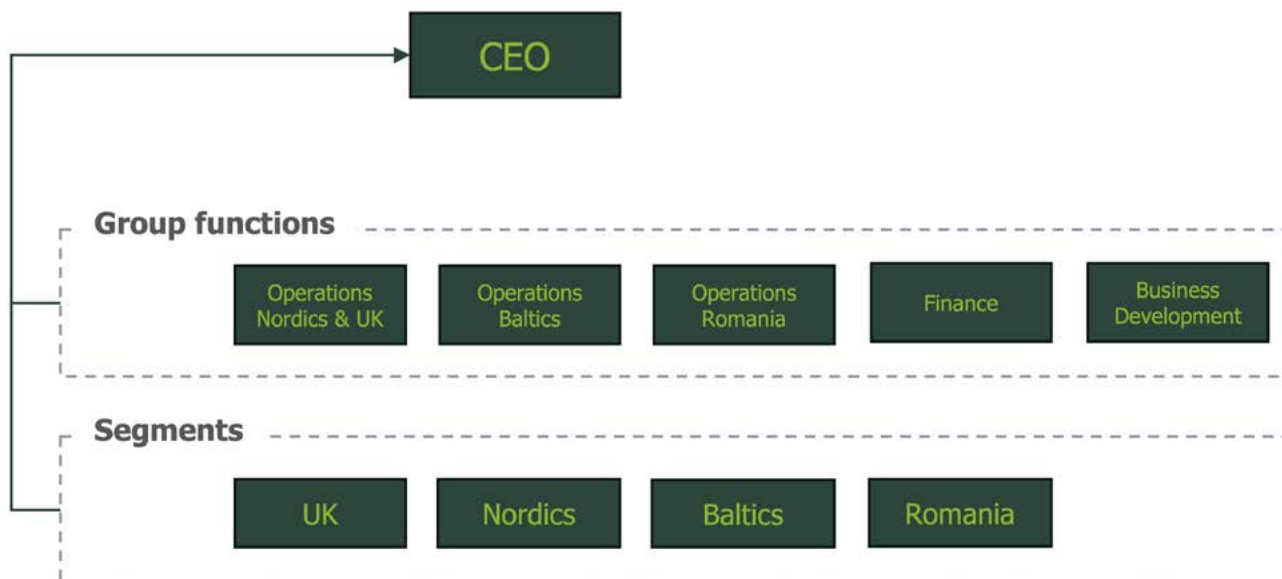 CEO
Group functions
Operations
Nordics & UK
Operations
Baltics
Operations
Romania
Finance
Business
Development
Segments
UK
Nordics
Baltics
Romania